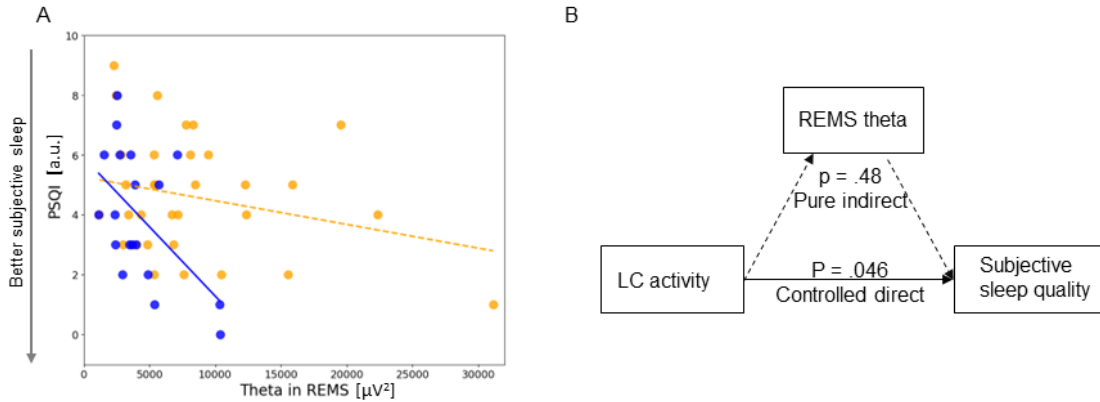 A
Better subjective sleep
PSQI [a.u.]
10
8
6
4
2
0
0
5000
10000
15000
20000
25000
30000
Theta in REMS [μV²]
B
REMS theta
p = .48
Pure indirect
LC activity
P = .046
Controlled direct
Subjective
sleep quality